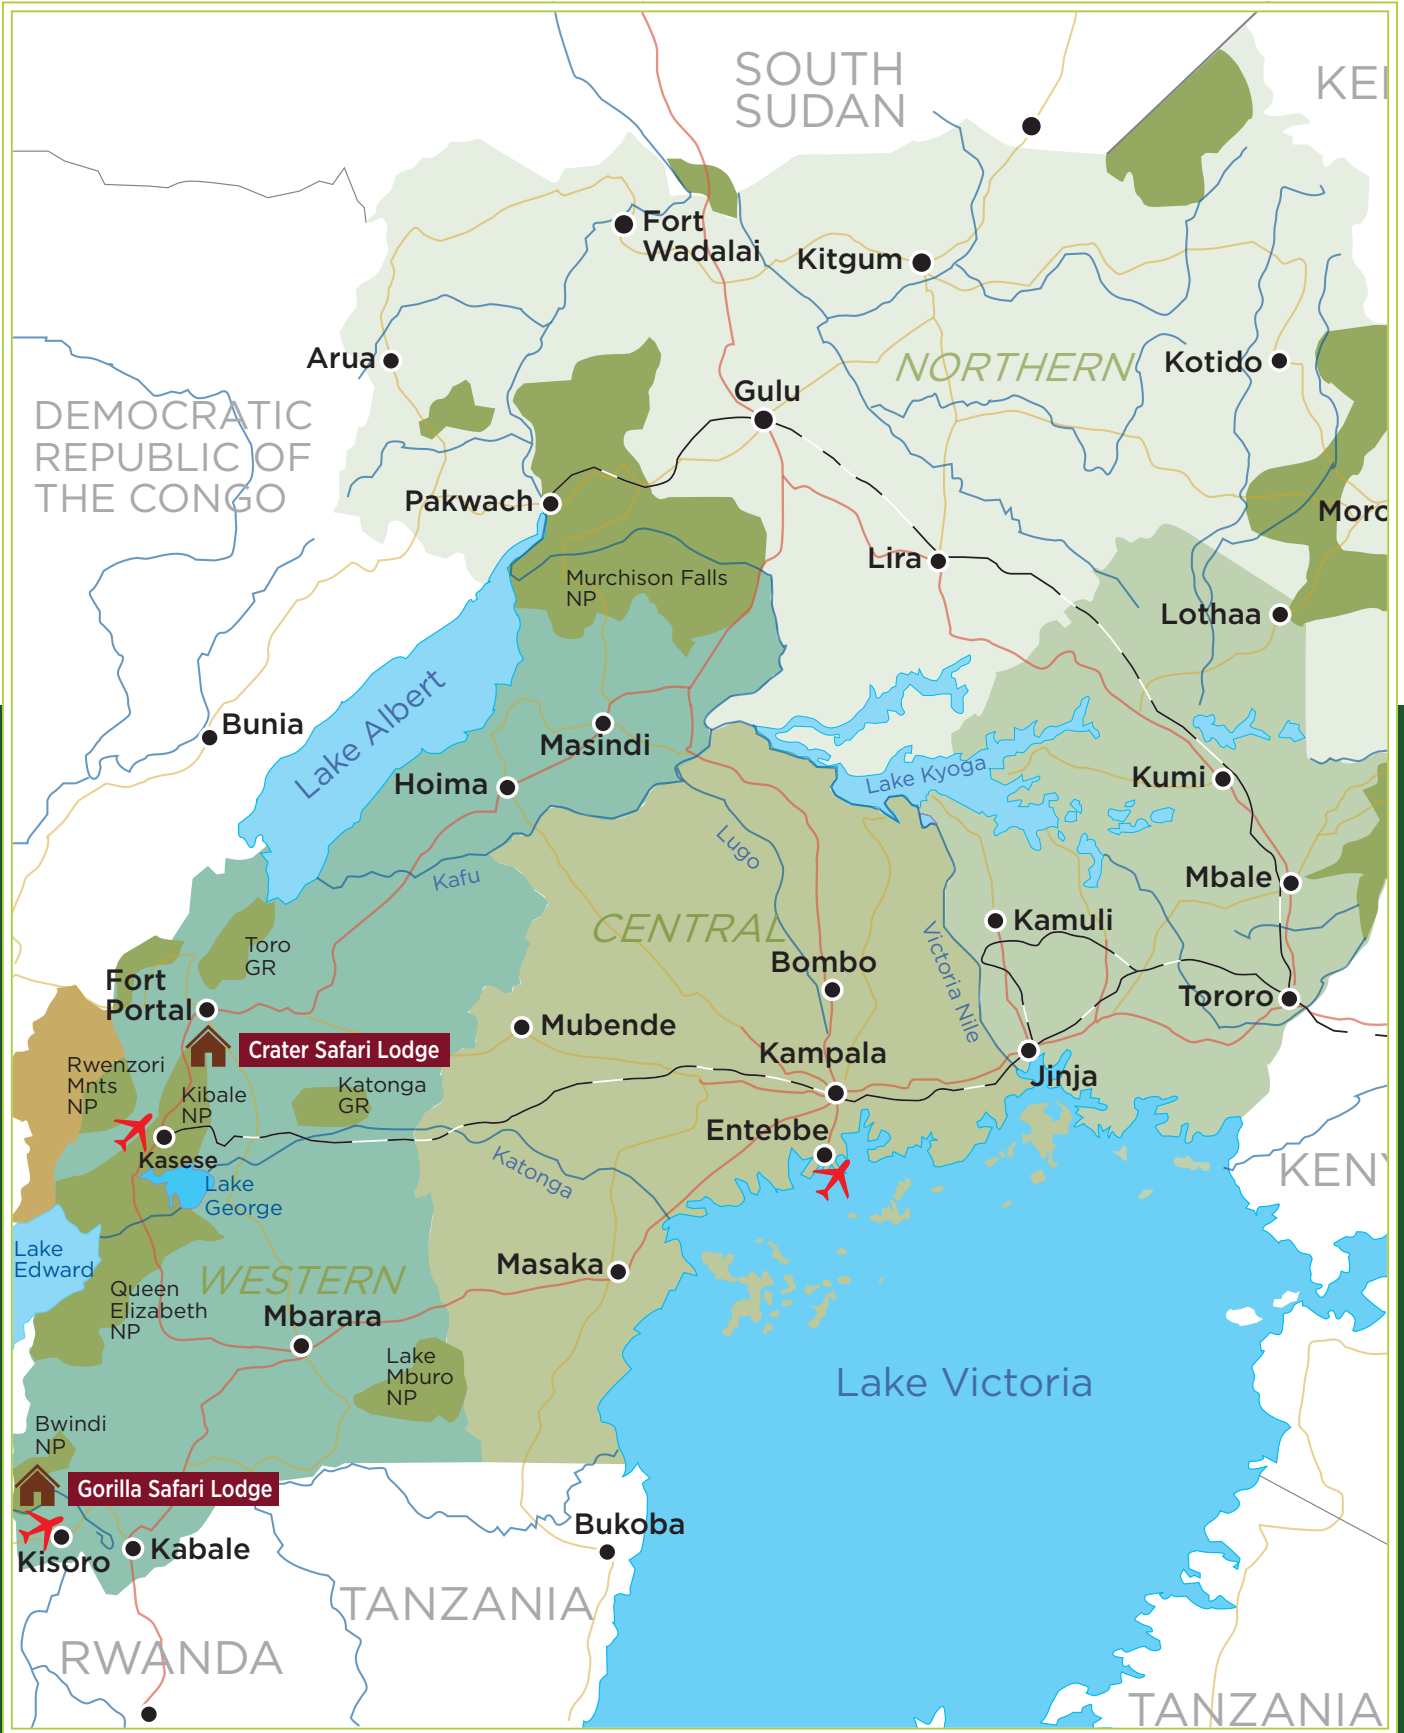 SOUTH
SUDAN
KEI
Fort
Wadalai
Kitgum
Arua
NORTHERN
Kotido
Gulu
DEMOCRATIC
REPUBLIC OF
THE CONGO
Pakwach
Moro
Lira
Murchison Falls
NP
Lothaa
Lake Albert
Bunia
Masindi
Hoima
Lake Kyoga
Kumi
Lugo
Kafu
Mbale
CENTRAL
Kamuli
Victoria Nile
Toro
GR
Bombo
Fort
Portal
Tororo
Mubende
Crater Safari Lodge
Kampala
Rwenzori
Mnts
NP
Kibale
NP
Katonga
GR
Jinja
Entebbe
Kasese
Katonga
KENY
Lake
George
Lake
Edward
Masaka
WESTERN
Queen
Elizabeth
NP
Mbarara
Lake
Mburo
NP
Lake Victoria
Bwindi
NP
Gorilla Safari Lodge
Bukoba
Kisoro
Kabale
TANZANIA
RWANDA
TANZANIA